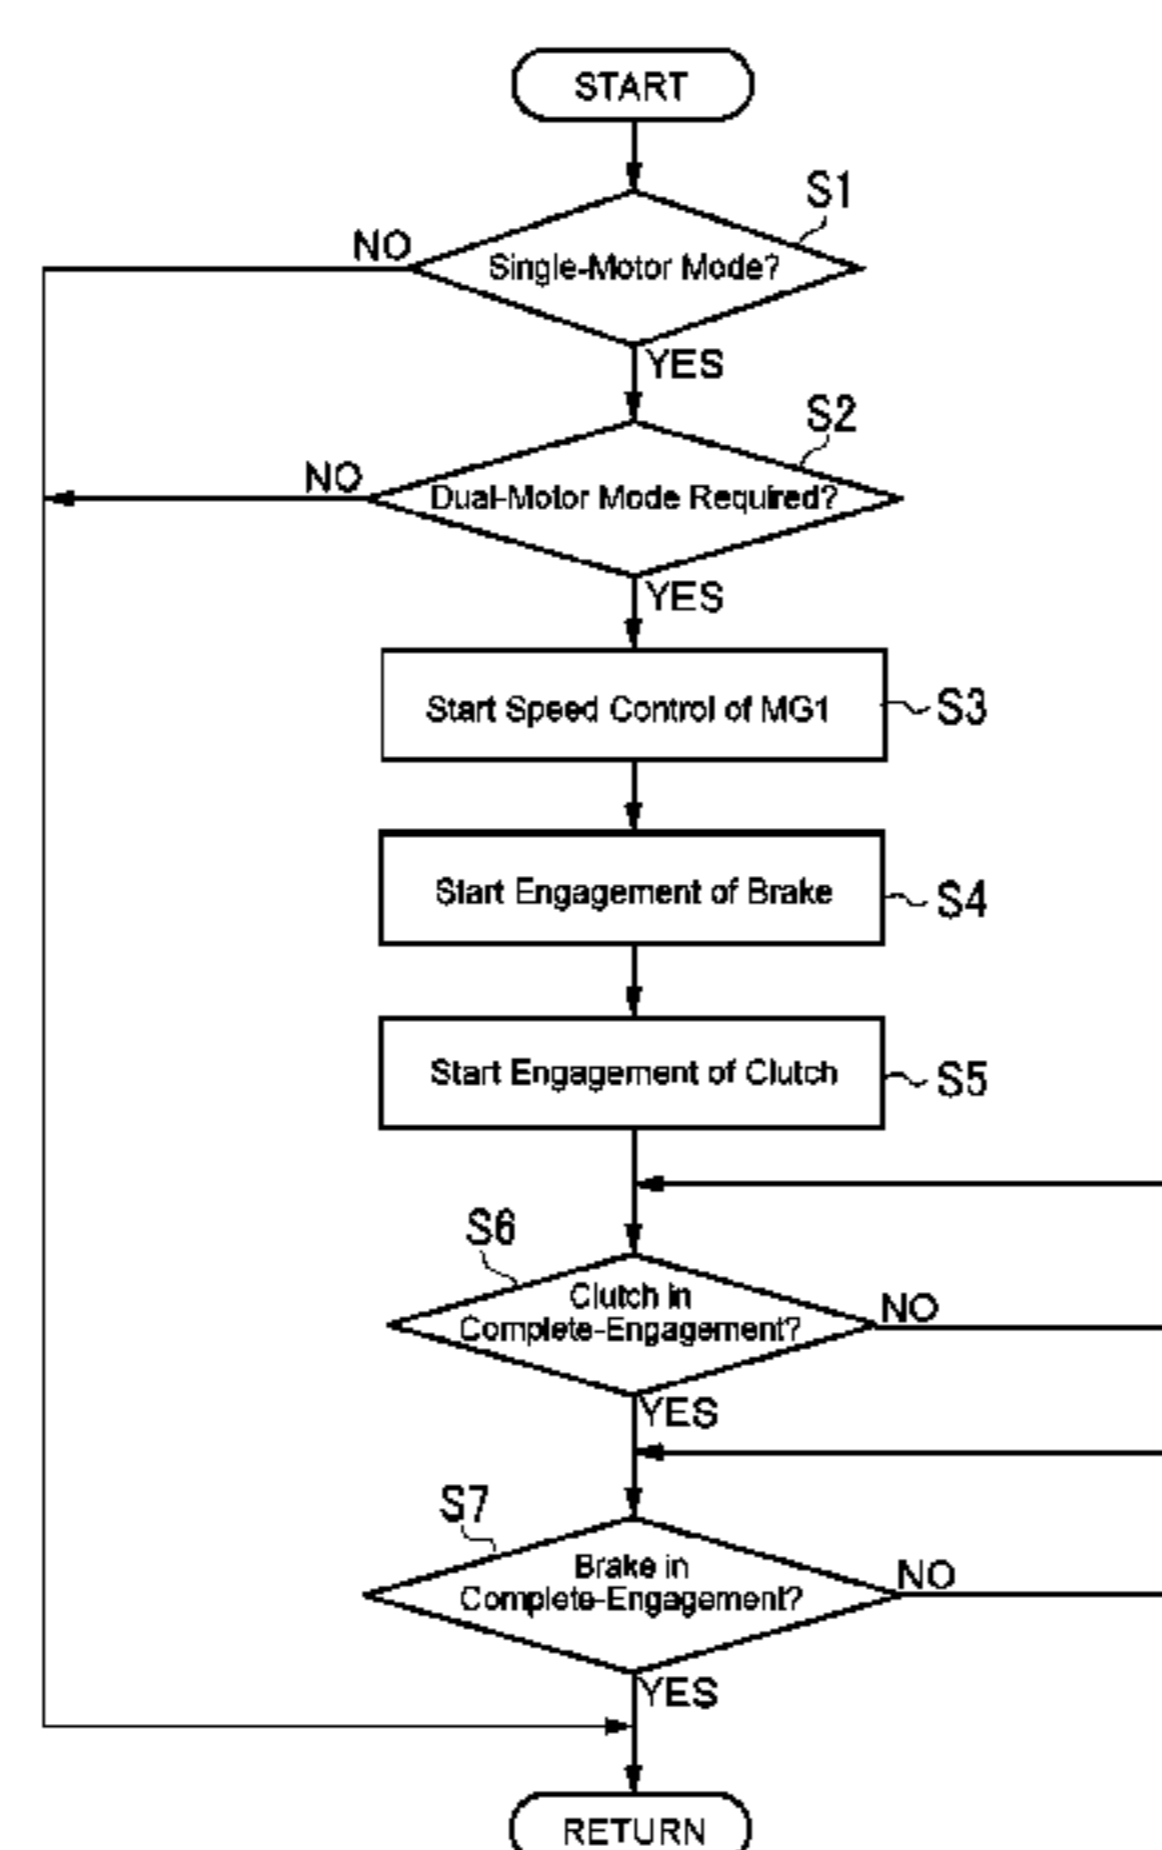 START
S1
NO
Single-Motor Mode?
YES
S2
NO
Dual-Motor Mode Required?
YES
Start Speed Control of MG1
S3
Start Engagement of Brake
S4
Start Engagement of Clutch
S5
S6
Clutch in
Complete-Engagement?
NO
YES
S7
Brake in
Complete-Engagement?
NO
YES
RETURN